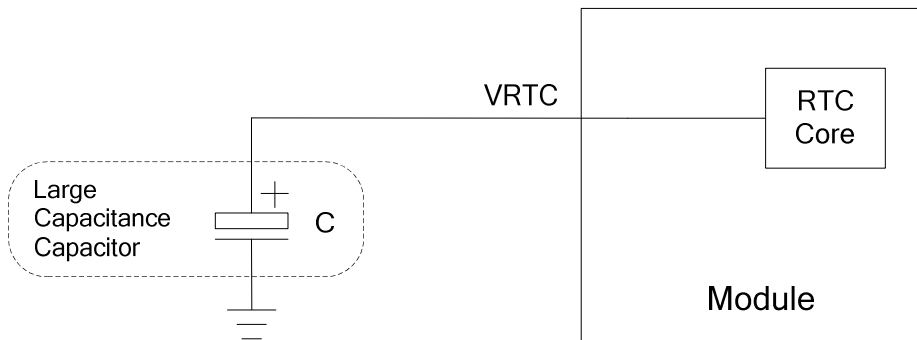 VRTC
RTC
Core
Large
Capacitance
Capacitor
+
C
Module